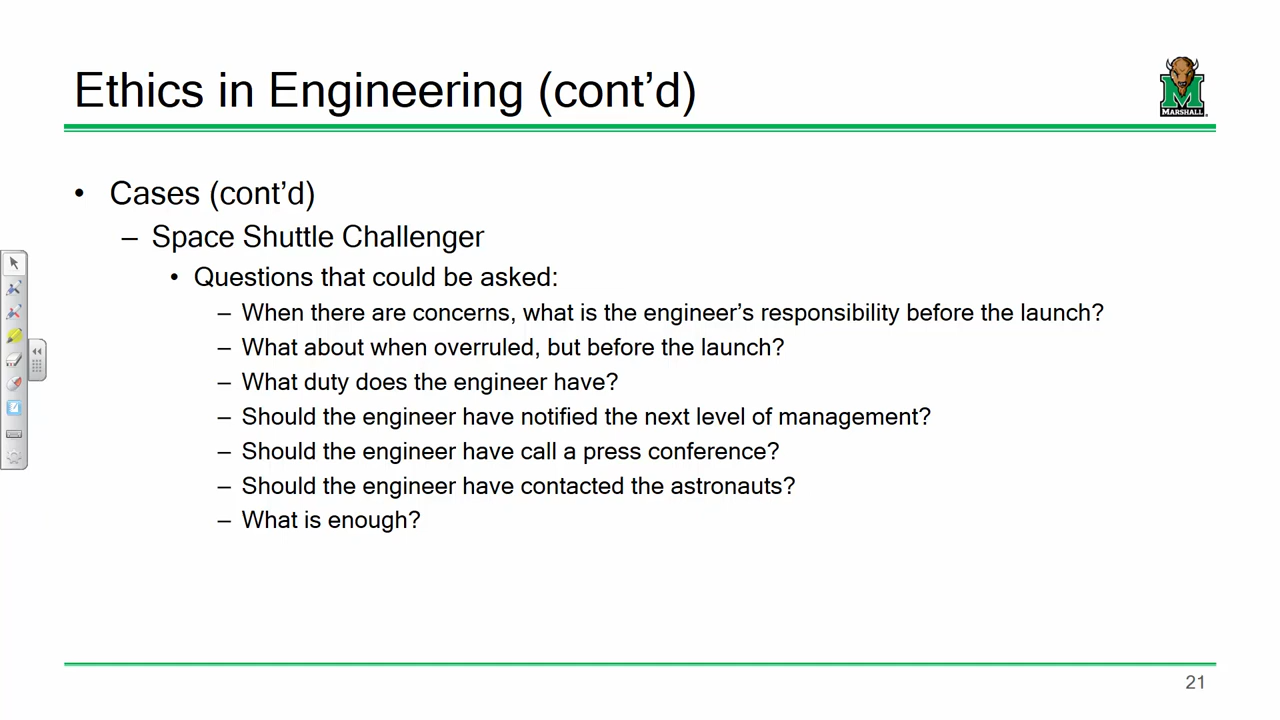 Ethics in Engineering (cont’d)
MARSHALL
• Cases (cont’d)
– Space Shuttle Challenger
• Questions that could be asked:
– When there are concerns, what is the engineer’s responsibility before the launch?
– What about when overruled, but before the launch?
– What duty does the engineer have?
– Should the engineer have notified the next level of management?
– Should the engineer have call a press conference?
– Should the engineer have contacted the astronauts?
– What is enough?
21